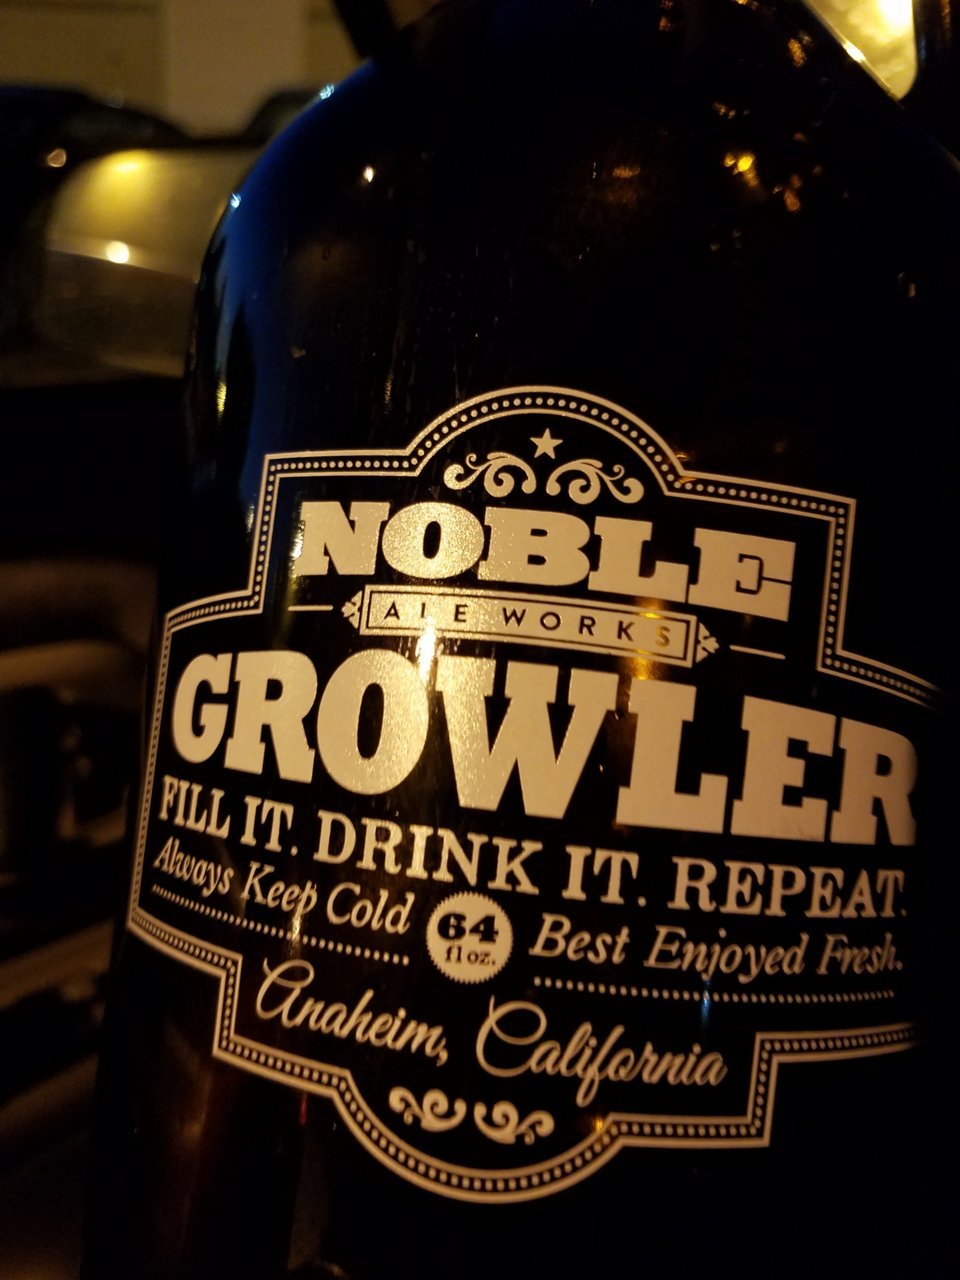 NOBLE
ALE WORKS
GROWLER
FILL IT. DRINK IT. REPEAT.
Always Keep Cold 64 fl oz. Best Enjoyed Fresh.
Anaheim, California